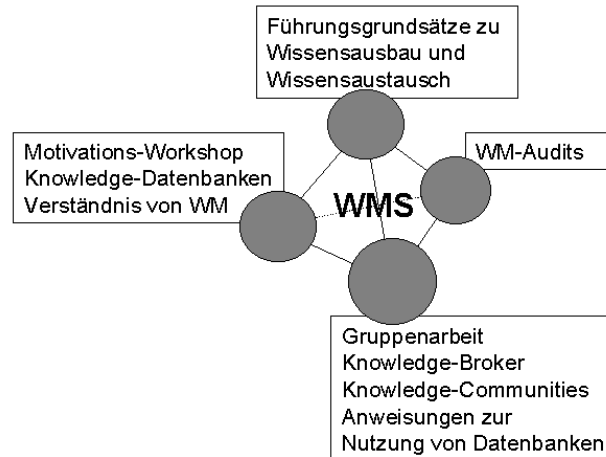 Führungsgrundsätze zu
Wissensausbau und
Wissensaustausch
Motivations-Workshop
Knowledge-Datenbanken
Verständnis von WM
WM-Audits
WMS
Gruppenarbeit
Knowledge-Broker
Knowledge-Communities
Anweisungen zur
Nutzung von Datenbanken